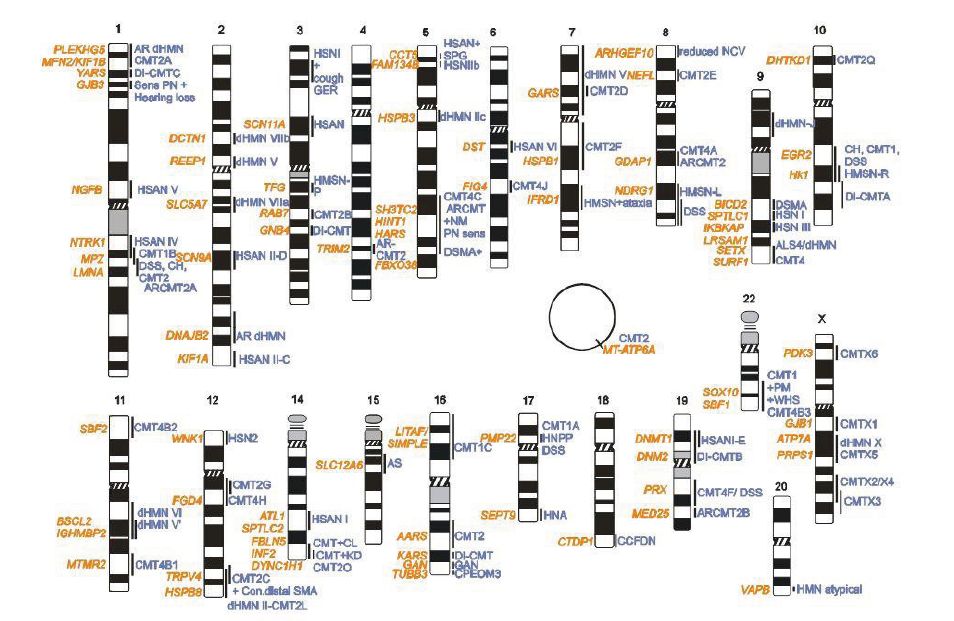 1
PLEKHG5 AR dHMN
MFN2/KIF1B CMT2A
YARS DI-CMTC
GJB3 Sens PN +
Hearing loss
NGFB HSAN V
NTRK1 HSAN IV
MPZ CMT1B
DSS, CH,
LMNA CMT2
ARCMT2A
2
DCTN1 dHMN VIIb
REEP1 dHMN V
SLC5A7 dHMN VIIa
SCN9A HSAN II-D
DNAJB2 AR dHMN
KIF1A HSAN II-C
3
HSNI
+
cough
GER
SCN11A HSAN
TFG HMSN-
P
RAB7 CMT2B
GNB4 DI-CMT
4
TRIM2 AR-
CMT2
5
CCT5 HSAN+
SPG
FAM134B HSNIIb
HSPB3 dHMN IIc
SH3TC2 CMT4C
ARCMT
HINT1 +NM
HARS PN sens
FBXO38 DSMA+
6
DST HSAN VI
FIG4 CMT4J
7
dHMN V
GARS CMT2D
HSPB1 CMT2F
IFRD1 HMSN+ataxia
8
ARHGEF10 reduced NCV
NEFL CMT2E
GDAP1 CMT4A
ARCMT2
NDRG1 HMSN-L
DSS
9
dHMN-J
BICD2 DSMA
SPTLC1 HSN I
IKBKAP HSN III
LRSAM1
SETX ALS4/dHMN
SURF1 CMT4
10
DHTKD1 CMT2Q
EGR2 CH, CMT1,
DSS
HK1 HMSN-R
DI-CMTA
CMT2
MT-ATP6A
11
SBF2 CMT4B2
BSCL2 dHMN VI
IGHMBP2 dHMN V'
MTMR2 CMT4B1
12
WNK1 HSN2
CMT2G
FGD4 CMT4H
TRPV4 CMT2C
HSPB8 + Con.distal SMA
dHMN II-CMT2L
14
ATL1 HSAN I
SPTLC2
FBLN5 CMT+CL
INF2 CMT+KD
DYNC1H1 CMT2O
15
SLC12A6 AS
16
LITAF/
SIMPLE CMT1C
AARS CMT2
KARS DI-CMT
GAN GAN
TUBB3 CPEOM3
17
CMT1A
PMP22 HNPP
DSS
SEPT9 HNA
18
CTDP1 CCFDN
19
DNMT1 HSANI-E
DNM2 DI-CMTB
PRX CMT4F/ DSS
MED25 ARCMT2B
22
CMT1
SOX10 +PM
SBF1 +WHS
CMT4B3
20
VAPB HMN atypical
X
PDK3 CMTX6
GJB1 CMTX1
ATP7A dHMN X
PRPS1 CMTX5
CMTX2/X4
CMTX3